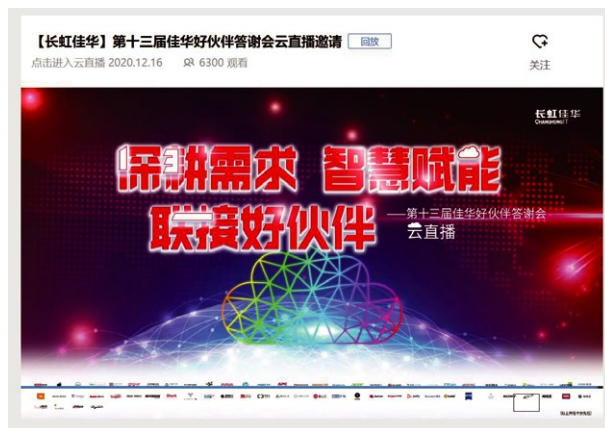 【长虹佳华】第十三届佳华好伙伴答谢会云直播邀请 回放
点击进入云直播 2020.12.16 6300 观看
关注
长虹佳华
CHANGHONG IT
深耕需求 智慧赋能
联接好伙伴
——第十三届佳华好伙伴答谢会
云直播